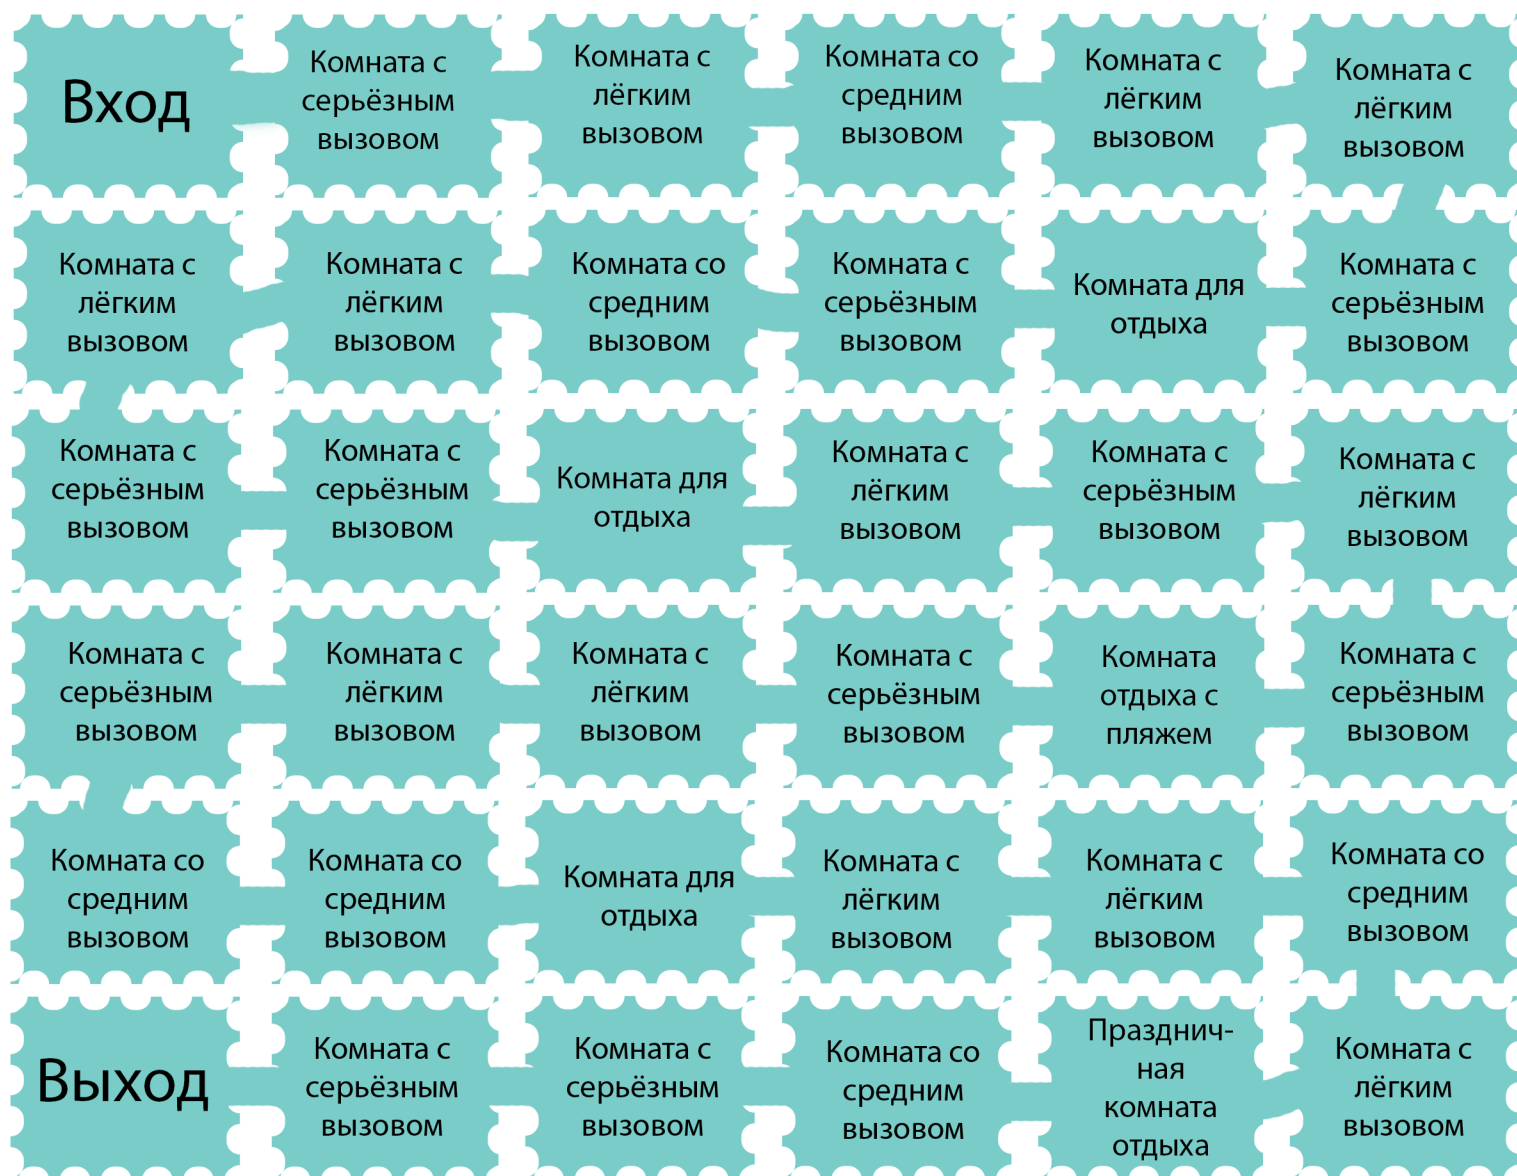 Вход
Комната с
серьёзным
вызовом
Комната с
лёгким
вызовом
Комната со
средним
вызовом
Комната с
лёгким
вызовом
Комната с
лёгким
вызовом
Комната с
лёгким
вызовом
Комната с
лёгким
вызовом
Комната со
средним
вызовом
Комната с
серьёзным
вызовом
Комната для
отдыха
Комната с
серьёзным
вызовом
Комната с
серьёзным
вызовом
Комната с
серьёзным
вызовом
Комната для
отдыха
Комната с
лёгким
вызовом
Комната с
серьёзным
вызовом
Комната с
лёгким
вызовом
Комната с
серьёзным
вызовом
Комната с
лёгким
вызовом
Комната с
лёгким
вызовом
Комната с
серьёзным
вызовом
Комната
отдыха с
пляжем
Комната с
серьёзным
вызовом
Комната со
средним
вызовом
Комната со
средним
вызовом
Комната для
отдыха
Комната с
лёгким
вызовом
Комната с
лёгким
вызовом
Комната со
средним
вызовом
Выход
Комната с
серьёзным
вызовом
Комната с
серьёзным
вызовом
Комната со
средним
вызовом
Празднич-
ная
комната
отдыха
Комната с
лёгким
вызовом